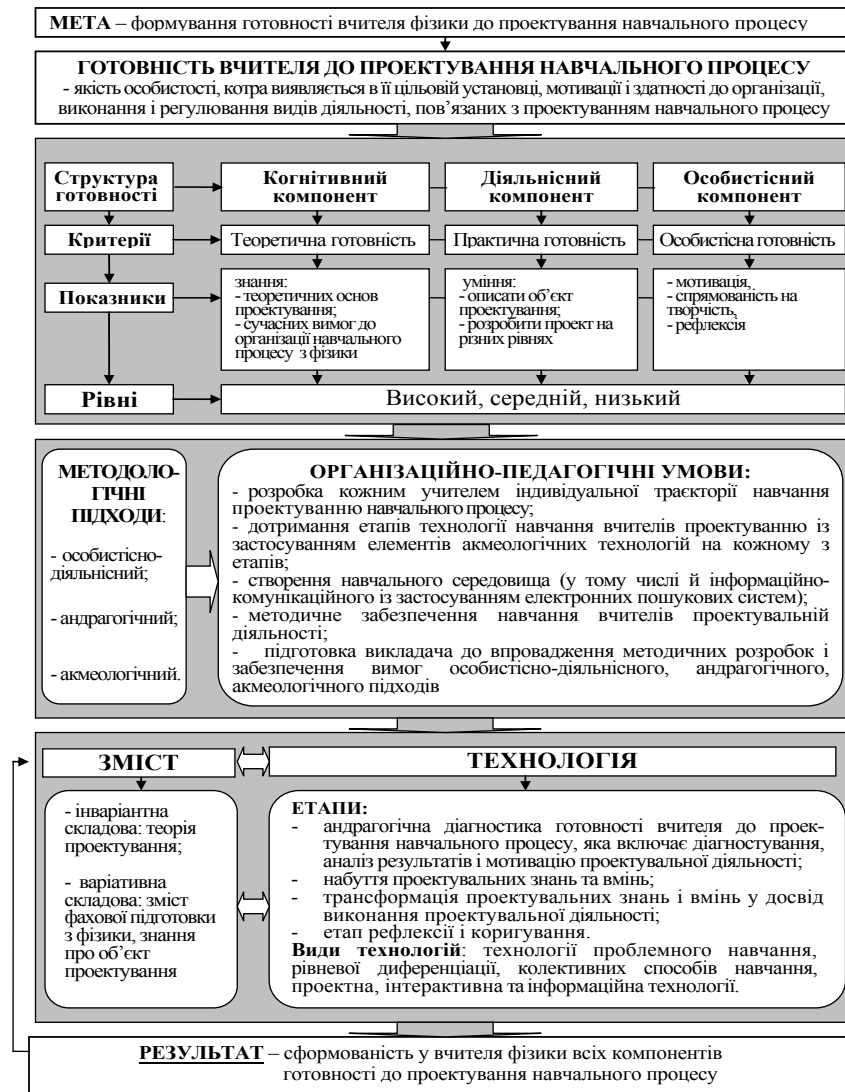 МЕТА – формування готовності вчителя фізики до проектування навчального процесу
ГОТОВНІСТЬ ВЧИТЕЛЯ ДО ПРОЕКТУВАННЯ НАВЧАЛЬНОГО ПРОЦЕСУ
- якість особистості, котра виявляється в її цільовій установці, мотивації і здатності до організації,
виконання і регулювання видів діяльності, пов’язаних з проектуванням навчального процесу
Структура
готовності
Когнітивний
компонент
Діяльнісний
компонент
Особистісний
компонент
Критерії
Теоретична готовність
Практична готовність
Особистісна готовність
Показники
знання:
- теоретичних основ
проектування;
- сучасних вимог до
організації навчального
процесу з фізики
уміння:
- описати об’єкт
проектування;
- розробити проект на
різних рівнях
- мотивація,
- спрямованість на
творчість,
- рефлексія
Рівні
Високий, середній, низький
МЕТОДОЛО-
ГІЧНІ
ПІДХОДИ:
- особистісно-
діяльнісний;
- андрагогічний;
- акмеологічний.
ОРГАНІЗАЦІЙНО-ПЕДАГОГІЧНІ УМОВИ:
- розробка кожним учителем індивідуальної траєкторії навчання
проектуванню навчального процесу;
- дотримання етапів технології навчання вчителів проектуванню із
застосуванням елементів акмеологічних технологій на кожному з
етапів;
- створення навчального середовища (у тому числі й інформаційно-
комунікаційного із застосуванням електронних пошукових систем);
- методичне забезпечення навчання вчителів проектувальній
діяльності;
- підготовка викладача до впровадження методичних розробок і
забезпечення вимог особистісно-діяльнісного, андрагогічного,
акмеологічного підходів
ЗМІСТ
ТЕХНОЛОГІЯ
- інваріантна
складова: теорія
проектування;
- варіативна
складова: зміст
фахової підготовки
з фізики, знання
про об’єкт
проектування
ЕТАПИ:
- андрагогічна діагностика готовності вчителя до проек-
тування навчального процесу, яка включає діагностування,
аналіз результатів і мотивацію проектувальної діяльності;
- набуття проектувальних знань та вмінь;
- трансформація проектувальних знань і вмінь у досвід
виконання проектувальної діяльності;
- етап рефлексії і коригування.
Види технологій: технології проблемного навчання,
рівневої диференціації, колективних способів навчання,
проектна, інтерактивна та інформаційна технології.
РЕЗУЛЬТАТ – сформованість у вчителя фізики всіх компонентів
готовності до проектування навчального процесу